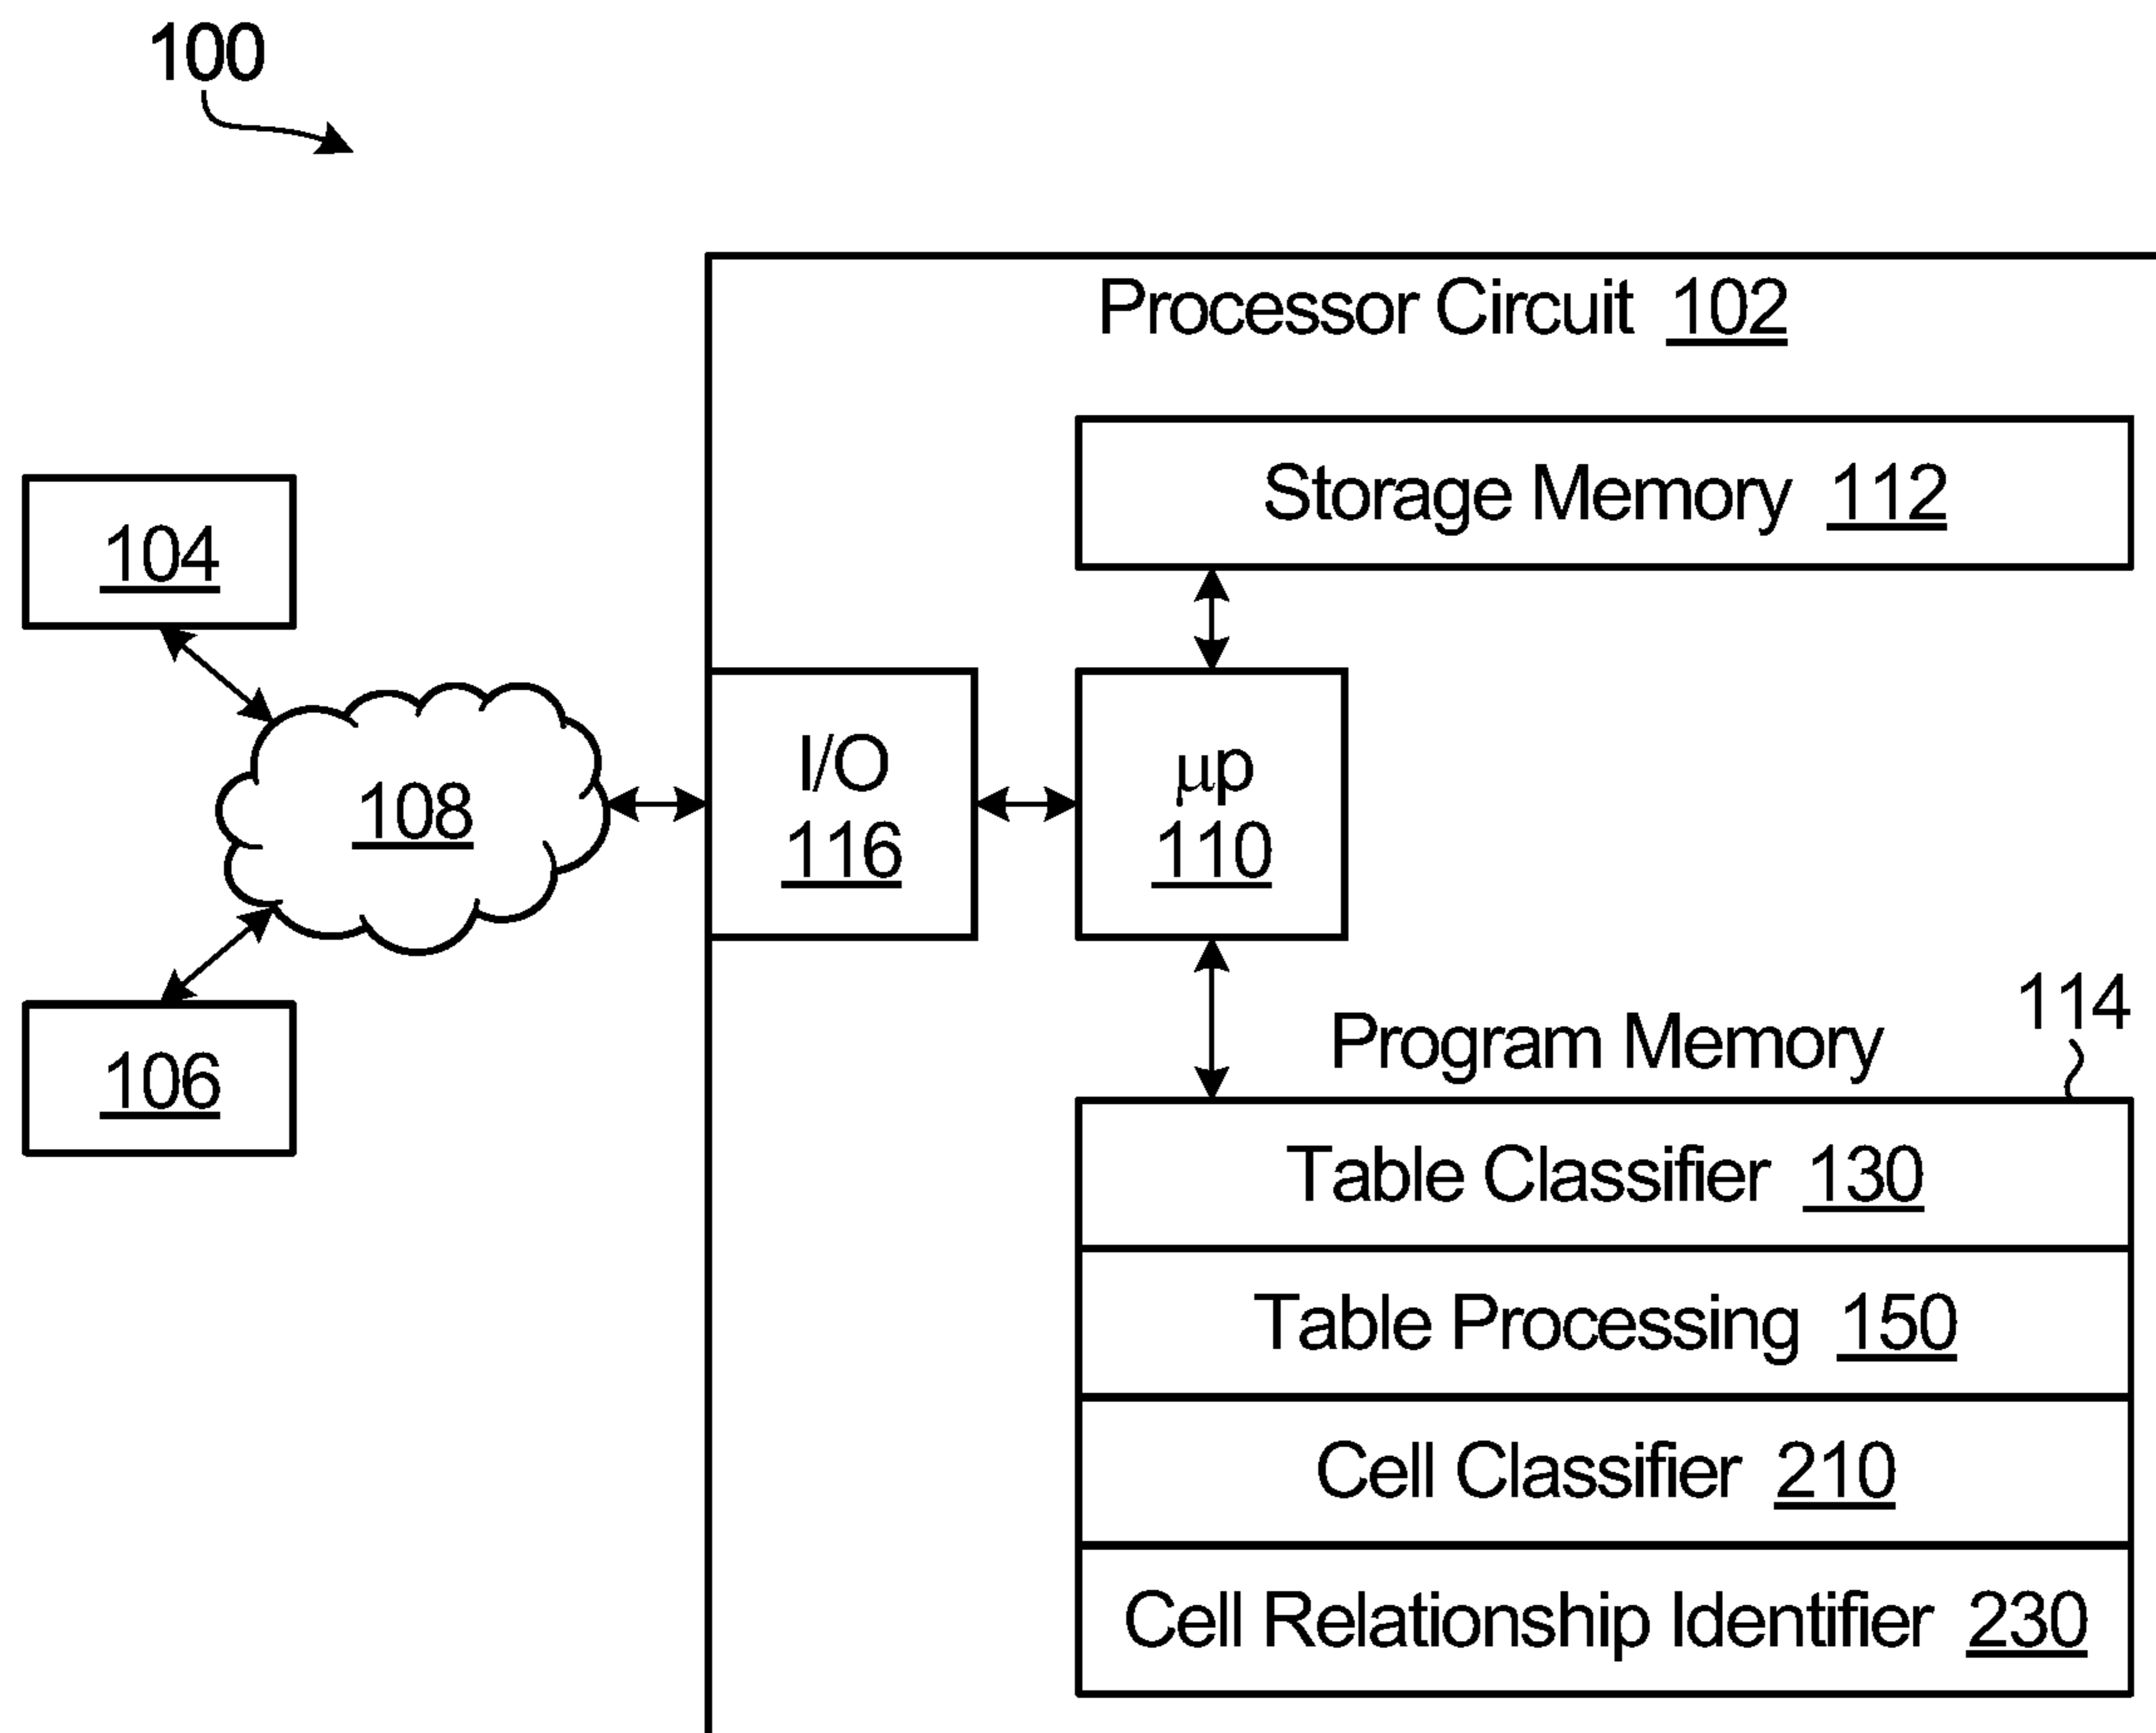 100
Processor Circuit 102
Storage Memory 112
104
108
I/O
116
μp
110
106
114
Program Memory
Table Classifier 130
Table Processing 150
Cell Classifier 210
Cell Relationship Identifier 230